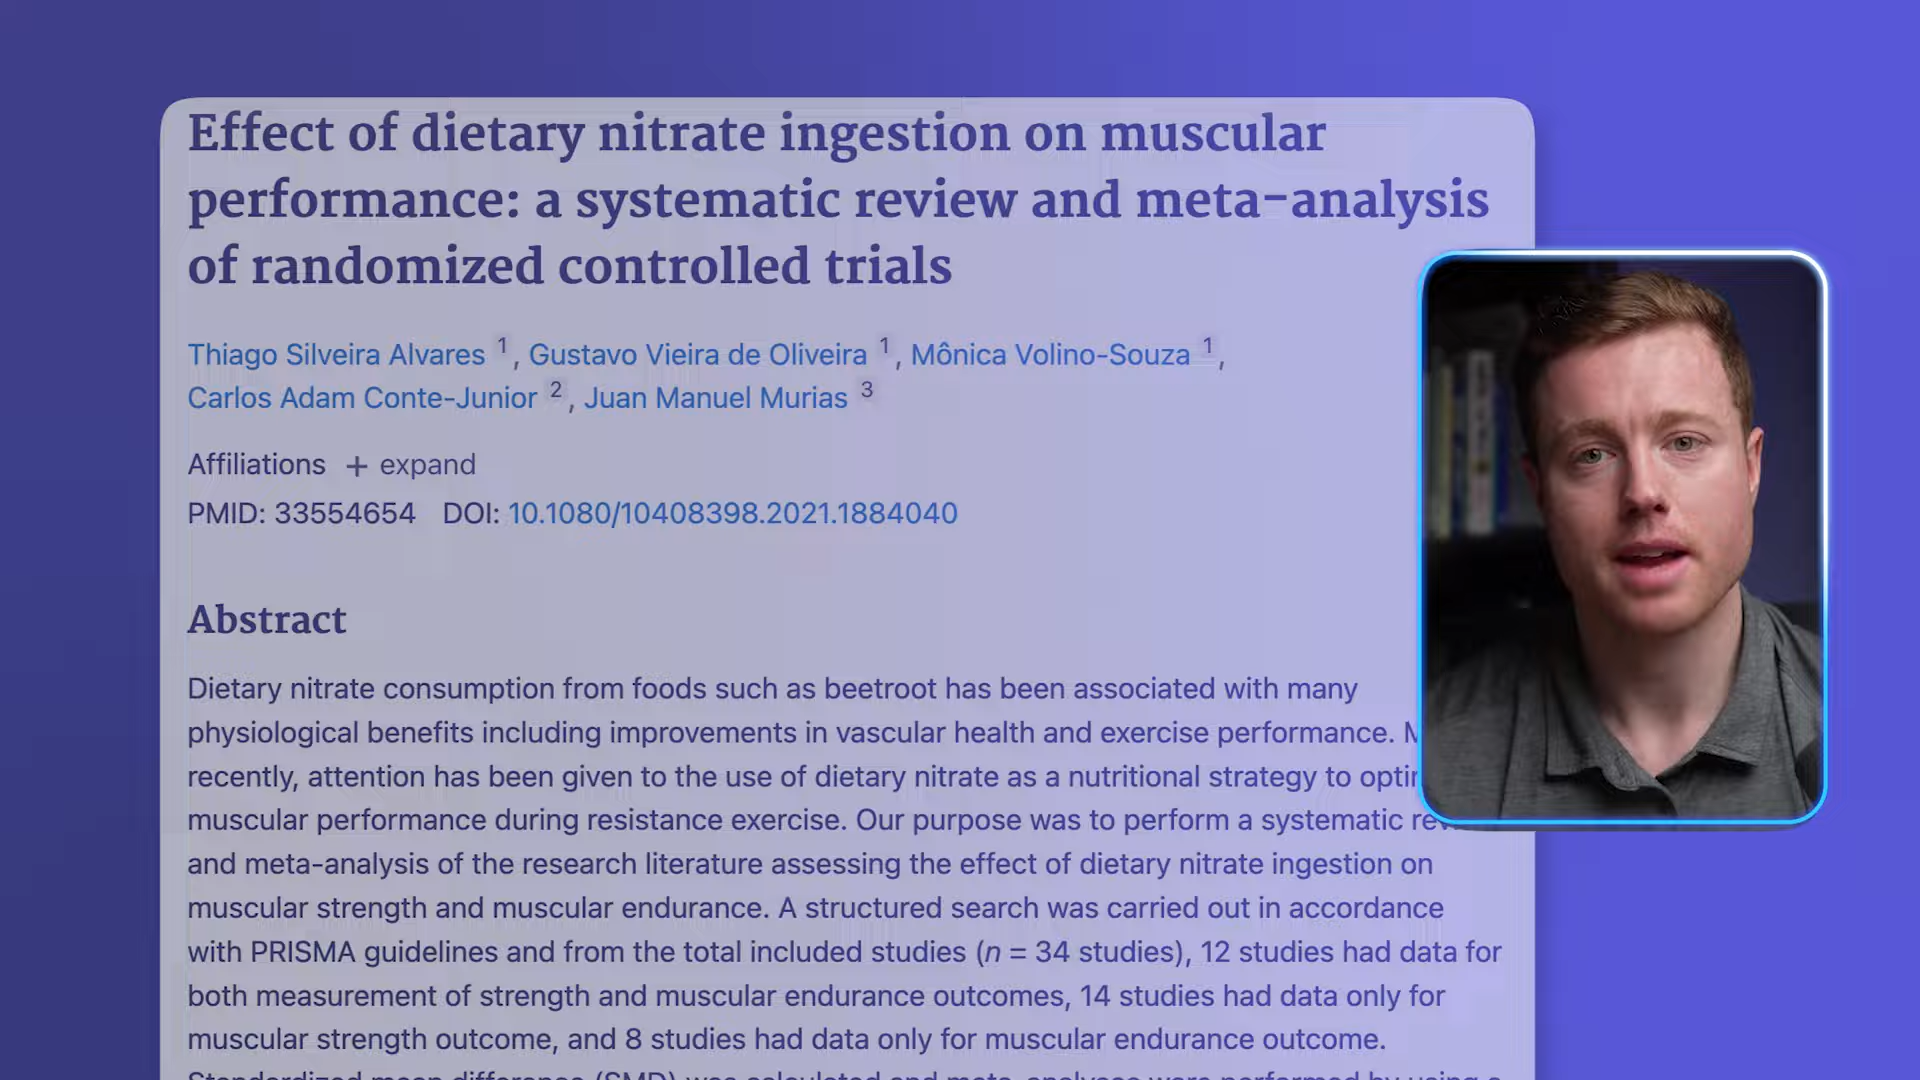 Effect of dietary nitrate ingestion on muscular
performance: a systematic review and meta-analysis
of randomized controlled trials
Thiago Silveira Alvares 1, Gustavo Vieira de Oliveira 1, Mônica Volino-Souza 1,
Carlos Adam Conte-Junior 2, Juan Manuel Murias 3
Affiliations + expand
PMID: 33554654 DOI: 10.1080/10408398.2021.1884040
Abstract
Dietary nitrate consumption from foods such as beetroot has been associated with many
physiological benefits including improvements in vascular health and exercise performance.
recently, attention has been given to the use of dietary nitrate as a nutritional strategy to
muscular performance during resistance exercise. Our purpose was to perform a systematic
and meta-analysis of the research literature assessing the effect of dietary nitrate ingestion on
muscular strength and muscular endurance. A structured search was carried out in accordance
with PRISMA guidelines and from the total included studies (n = 34 studies), 12 studies had data for
both measurement of strength and muscular endurance outcomes, 14 studies had data only for
muscular strength outcome, and 8 studies had data only for muscular endurance outcome.